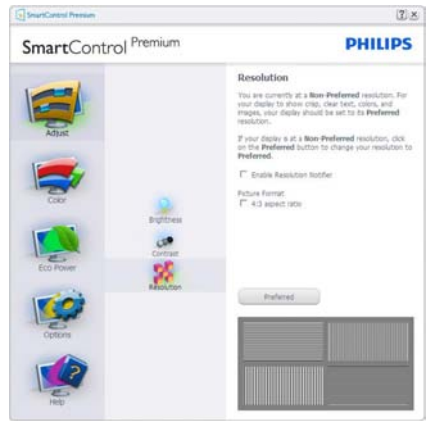 SmartControl Premium
SmartControl Premium
PHILIPS
Adjust
Color
Eco Power
Options
Help
Brightness
Contrast
Resolution
Resolution
You are currently at a Non-Preferred resolution. For
your display to show crisp, clear text, colors, and
images, your display should be set to its Preferred
resolution.
If your display is at a Non-Preferred resolution, click
on the Preferred button to change your resolution to
Preferred.
Enable Resolution Notifier
Picture Format
4:3 aspect ratio
Preferred